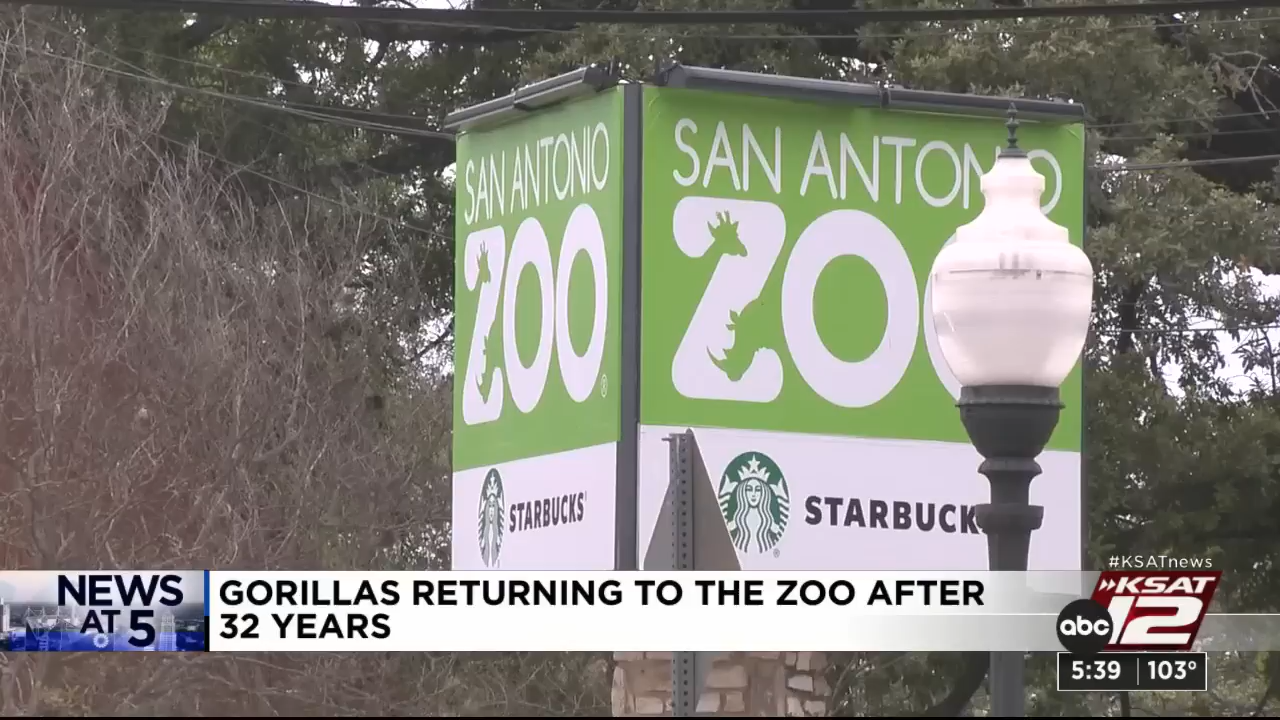 SAN ANTONIO
ZOO®
STARBUCKS
SAN ANTONIO
ZOO
STARBUCK
#KSATnews
NEWS
AT 5
GORILLAS RETURNING TO THE ZOO AFTER
32 YEARS
abc
KSAT
12
5:39
103°